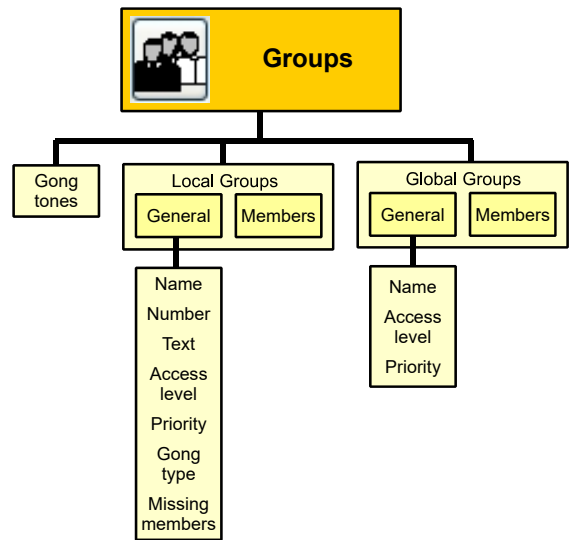 Groups
Gong
tones
Local Groups
General
Members
Name
Number
Text
Access
level
Priority
Gong
type
Missing
members
Global Groups
General
Members
Name
Access
level
Priority